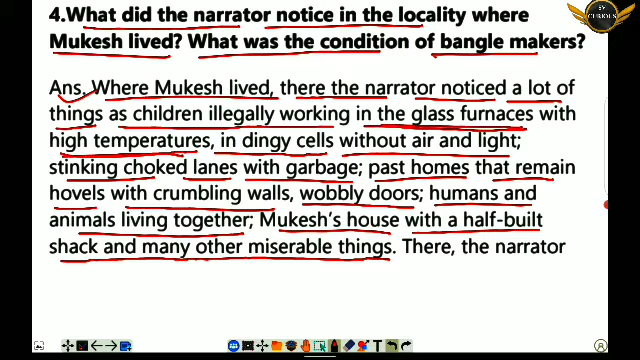 4.What did the narrator notice in the locality where
Mukesh lived? What was the condition of bangle makers?
Ans. Where Mukesh lived, there the narrator noticed a lot of
things as children illegally working in the glass furnaces with
high temperatures, in dingy cells without air and light;
stinking choked lanes with garbage; past homes that remain
hovels with crumbling walls, wobbly doors; humans and
animals living together; Mukesh's house with a half-built
shack and many other miserable things. There, the narrator
BY
CURIOUS